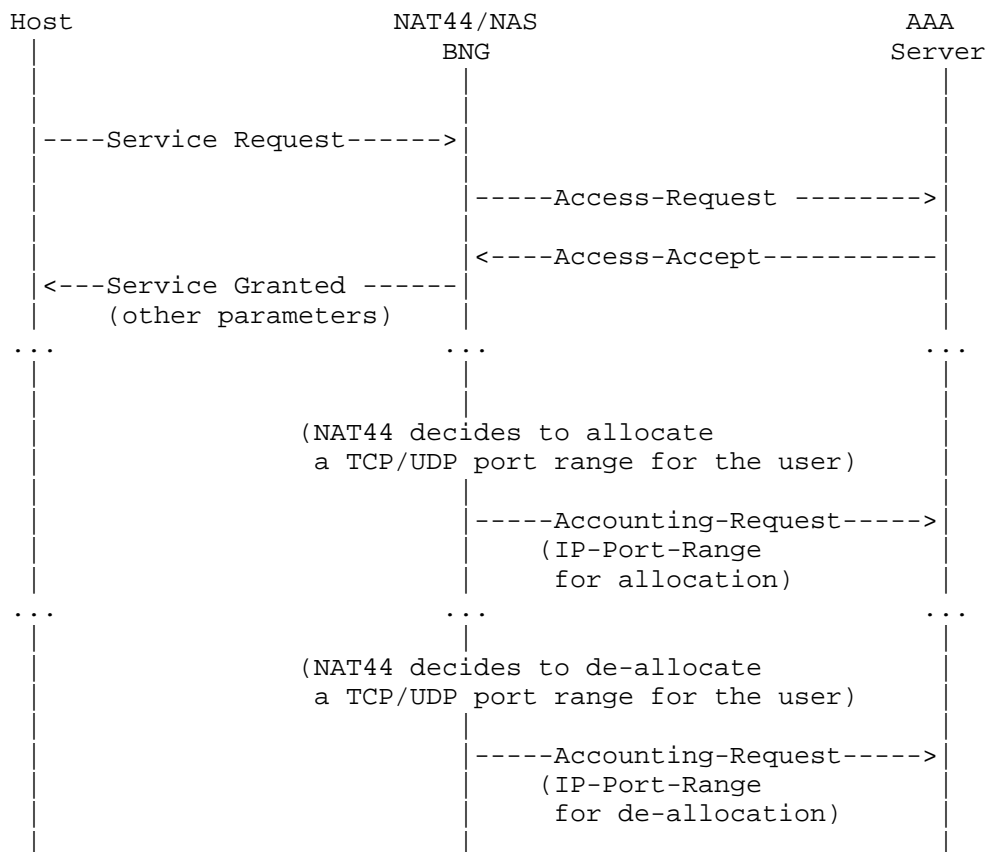 Host NAT44/NAS AAA
BNG Server
----Service Request------>
-----Access-Request -------->
<----Access-Accept-----------
<---Service Granted ------
(other parameters)
... ... ...
(NAT44 decides to allocate
a TCP/UDP port range for the user)
-----Accounting-Request----->
(IP-Port-Range
for allocation)
... ... ...
(NAT44 decides to de-allocate
a TCP/UDP port range for the user)
-----Accounting-Request----->
(IP-Port-Range
for de-allocation)